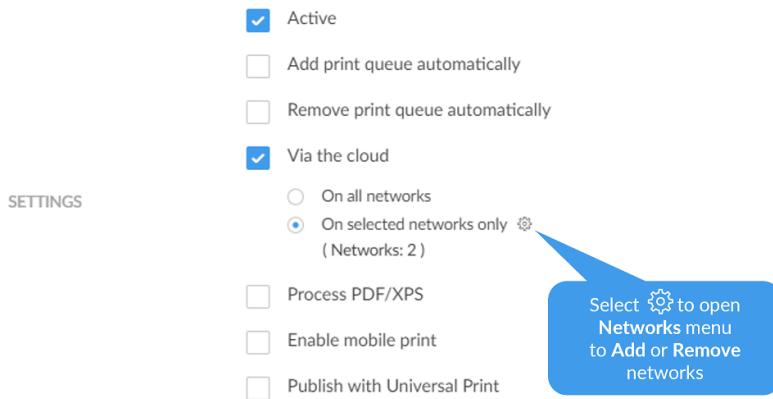 Active
Add print queue automatically
Remove print queue automatically
Via the cloud
SETTINGS
On all networks
On selected networks only
( Networks: 2 )
Process PDF/XPS
Enable mobile print
Publish with Universal Print
Select to open
Networks menu
to Add or Remove
networks